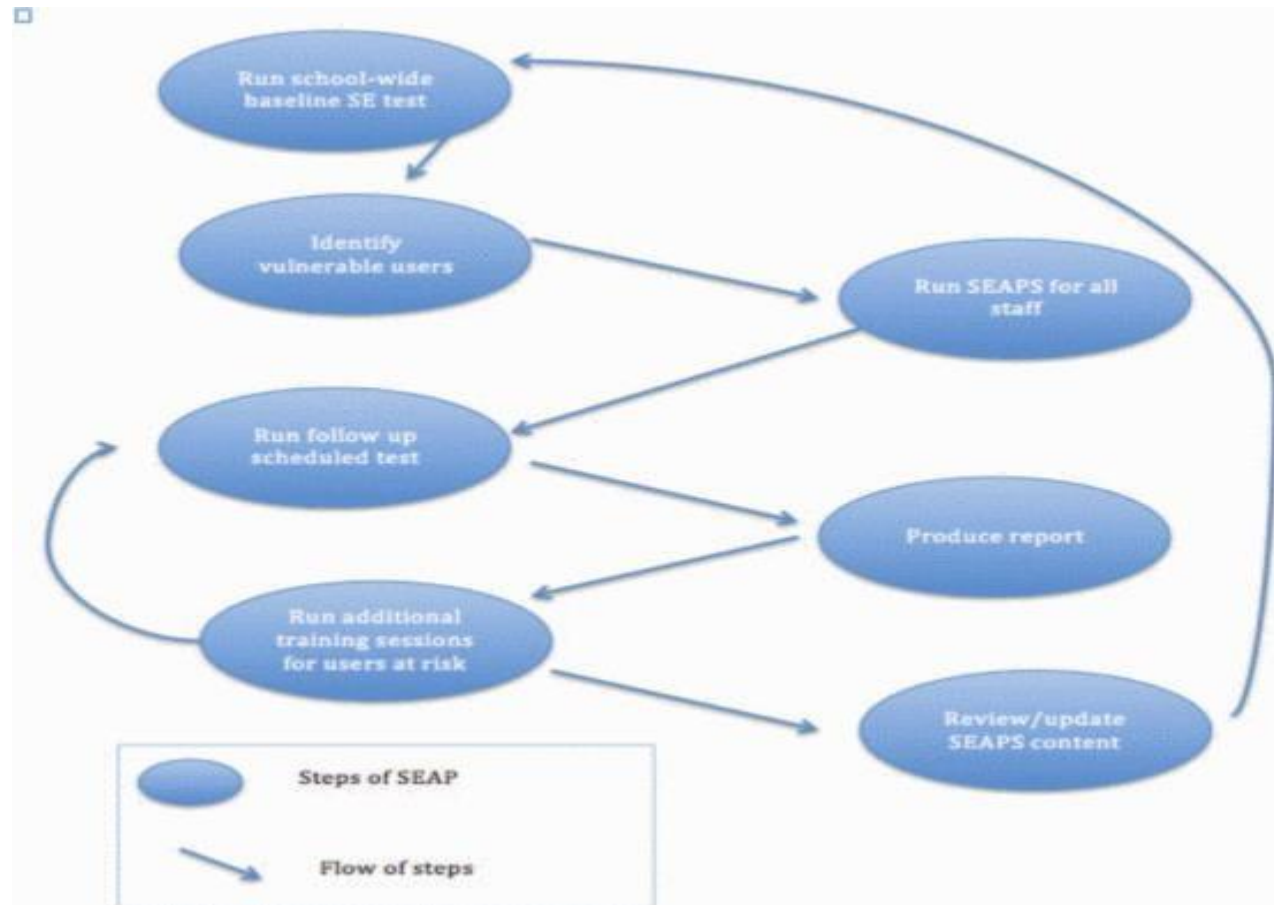 Run school-wide
baseline SE test
Identify
vulnerable users
Run SEAPS for all
staff
Run follow up
scheduled test
Produce report
Run additional
training sessions
for users at risk
Review/update
SEAPS content
Steps of SEAP
Flow of steps